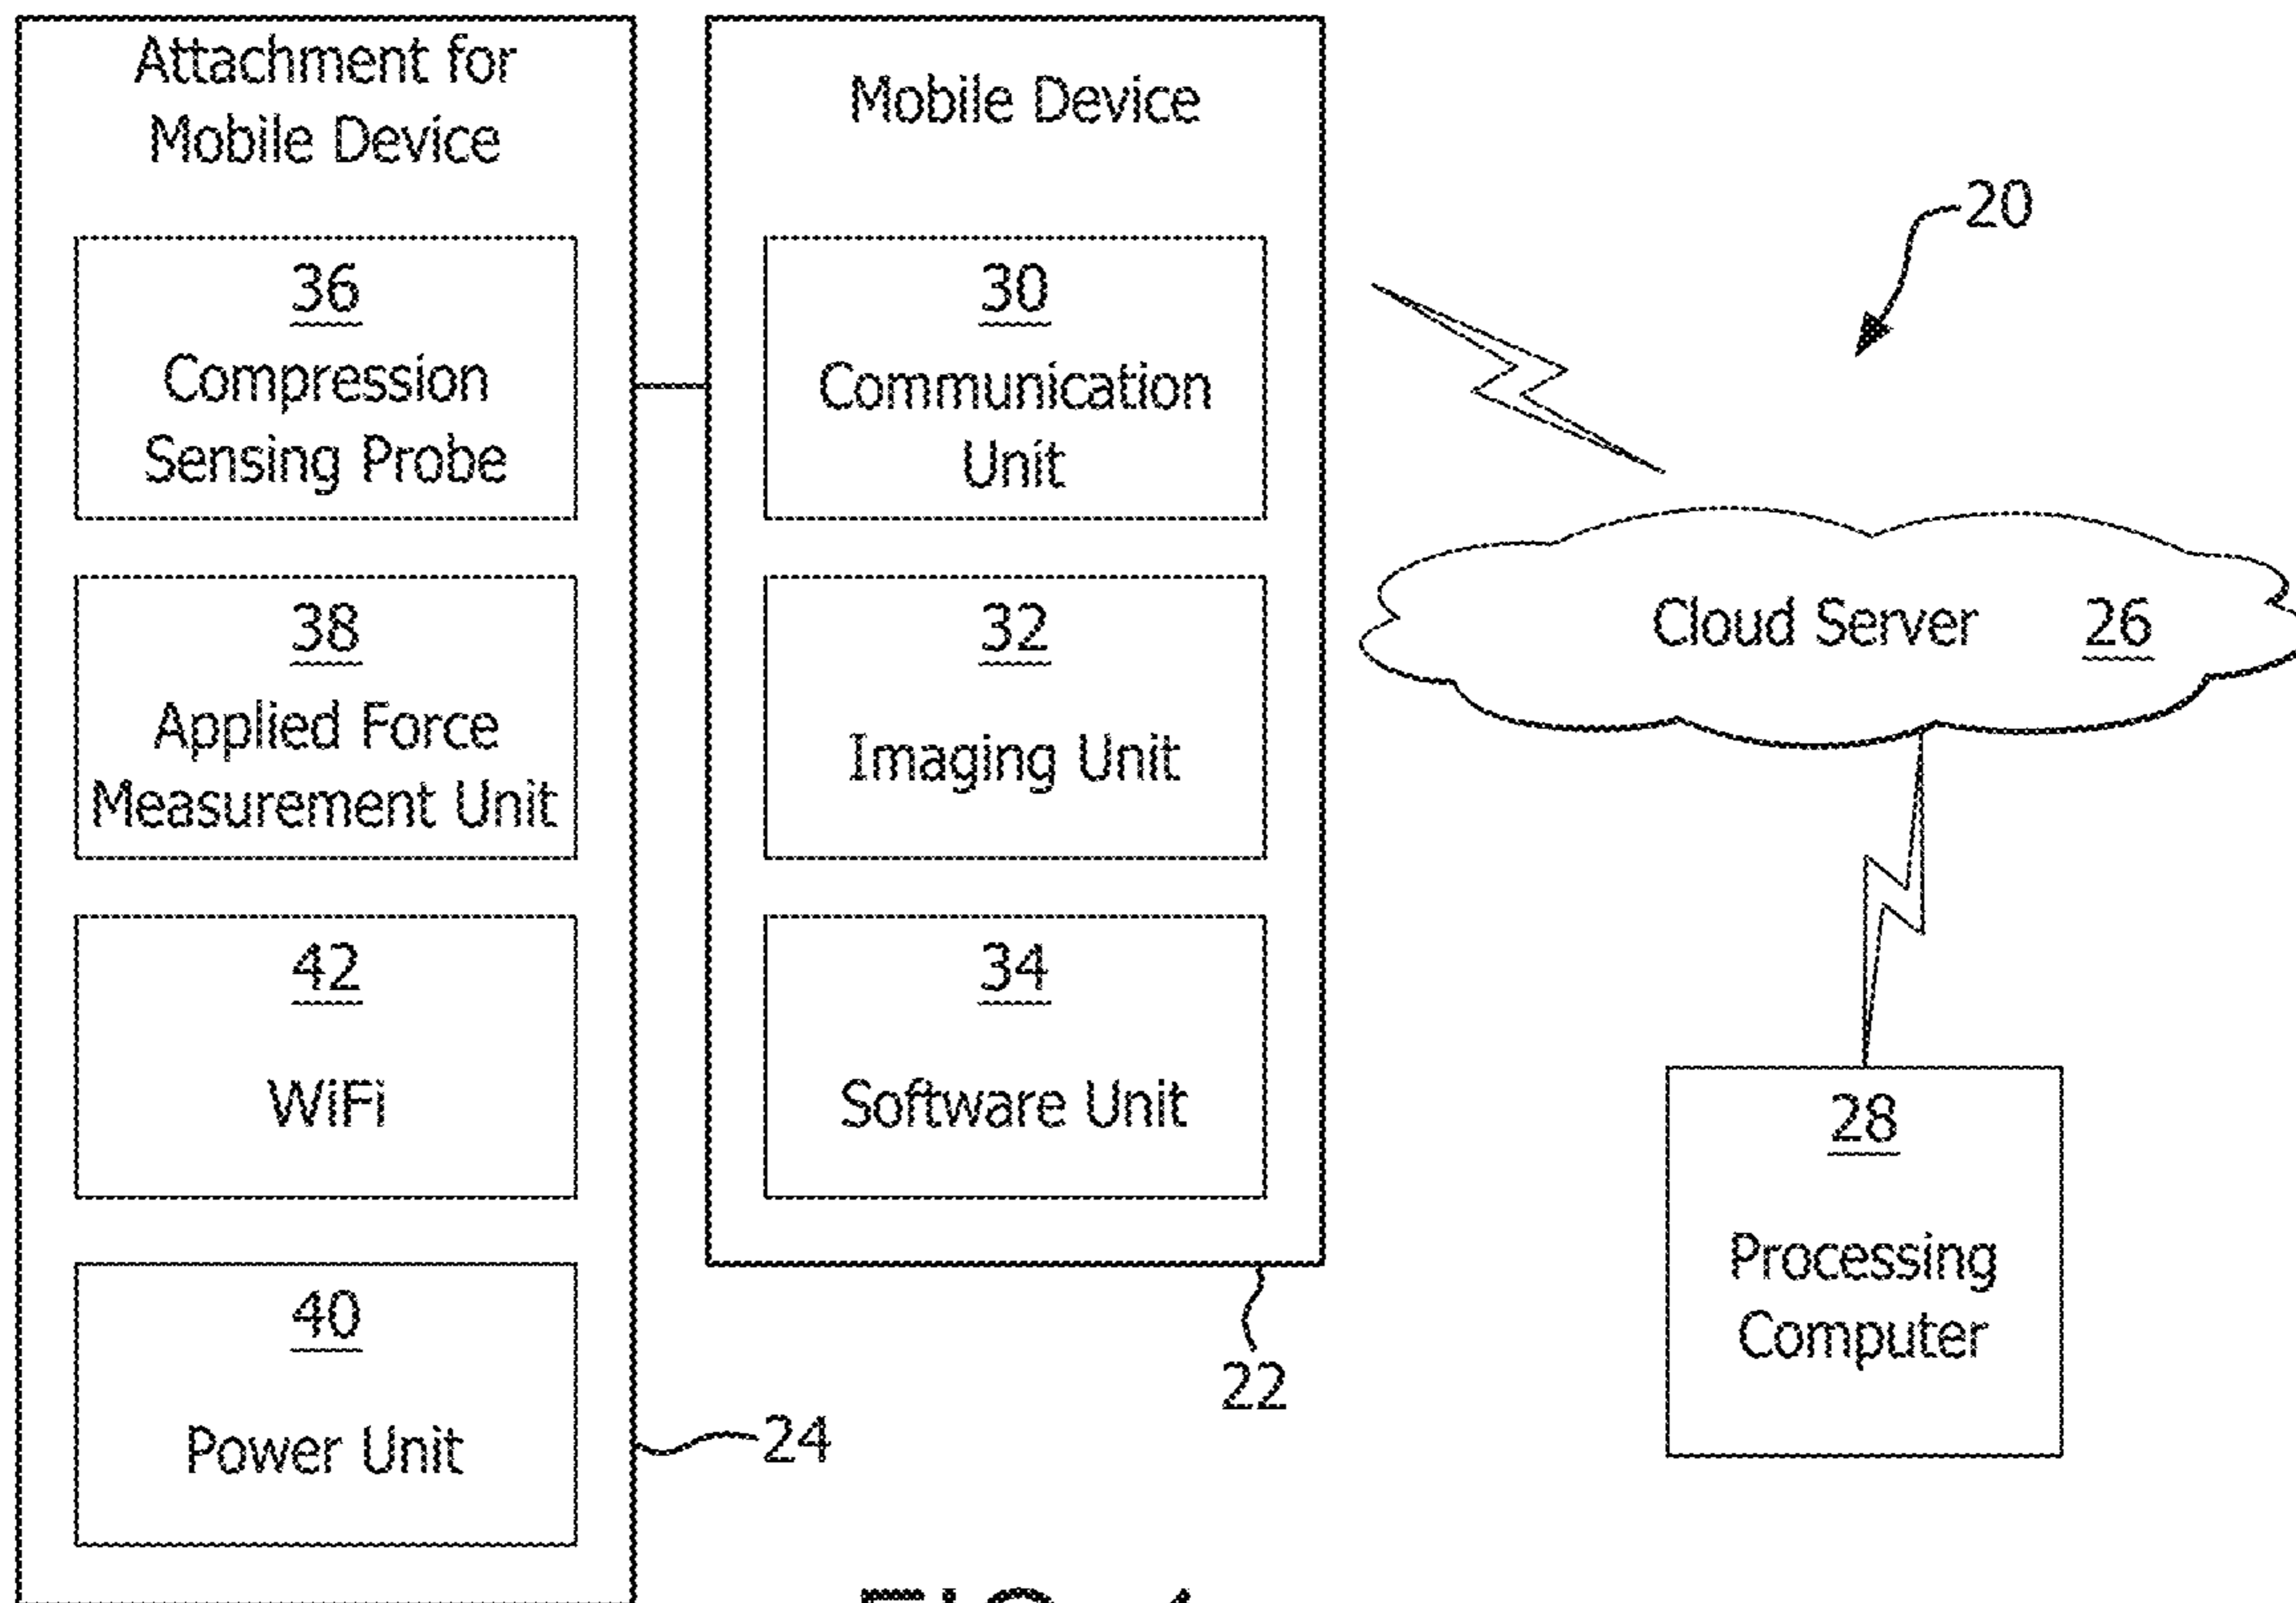 Attachment for
Mobile Device
36
Compression
Sensing Probe
38
Applied Force
Measurement Unit
42
WiFi
40
Power Unit
24
Mobile Device
30
Communication
Unit
32
Imaging Unit
34
Software Unit
22
20
Cloud Server 26
28
Processing
Computer